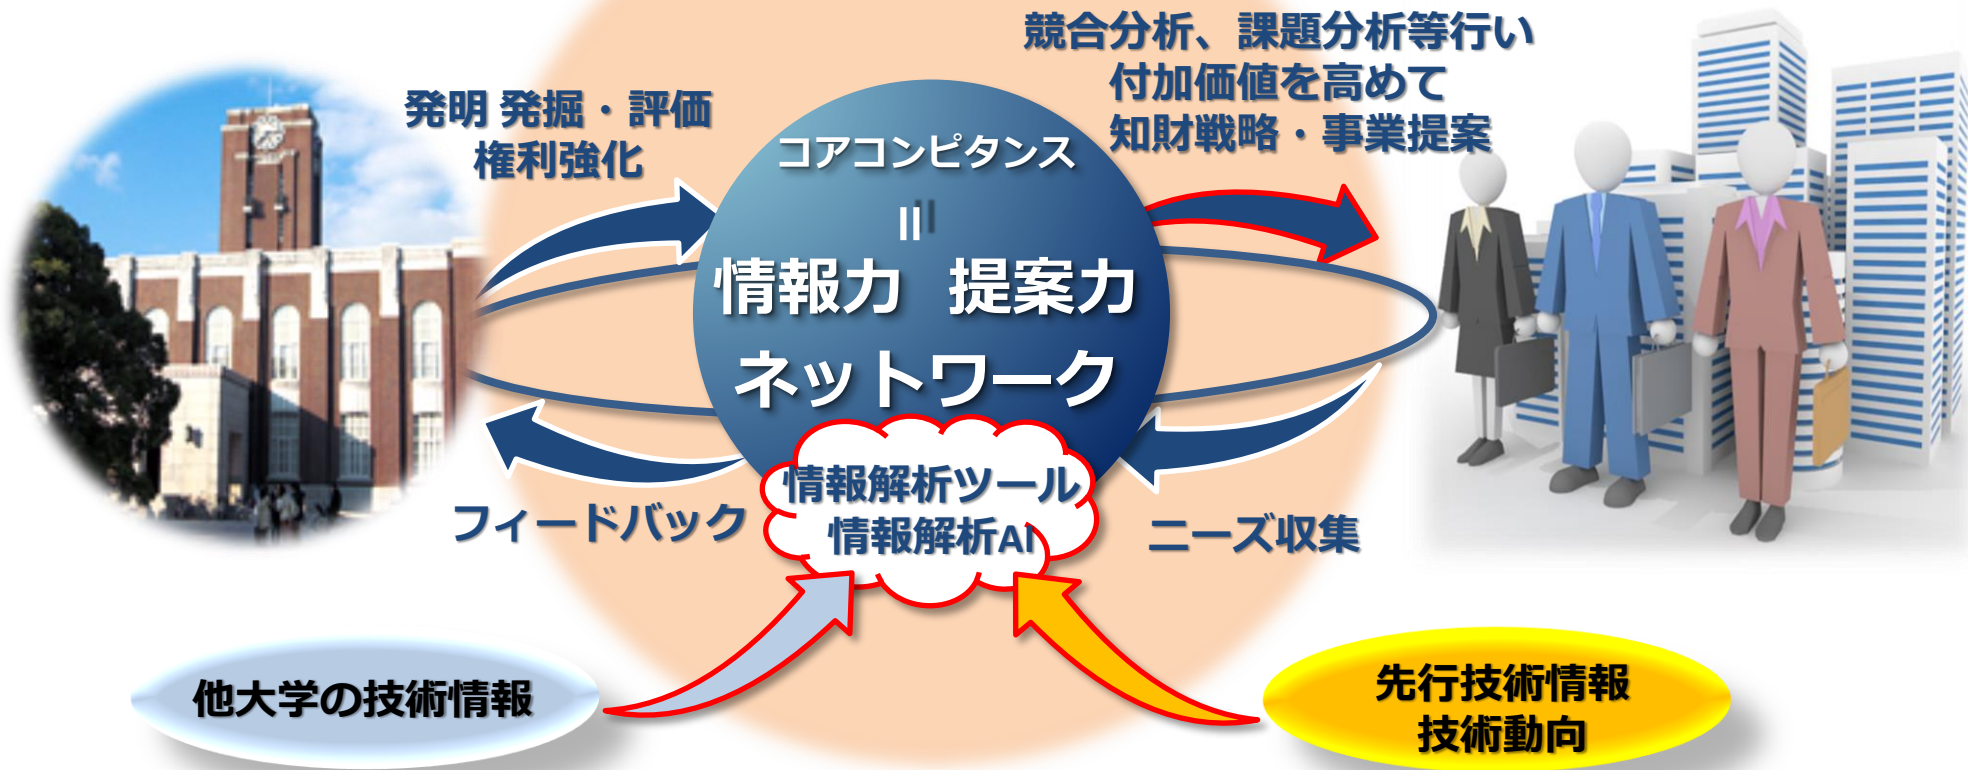 競合分析、課題分析等行い
付加価値を高めて
知財戦略・事業提案
発明 発掘・評価
権利強化
コアコンピタンス
=
情報力 提案力
ネットワーク
情報解析ツール
情報解析AI
フィードバック
ニーズ収集
他大学の技術情報
先行技術情報
技術動向